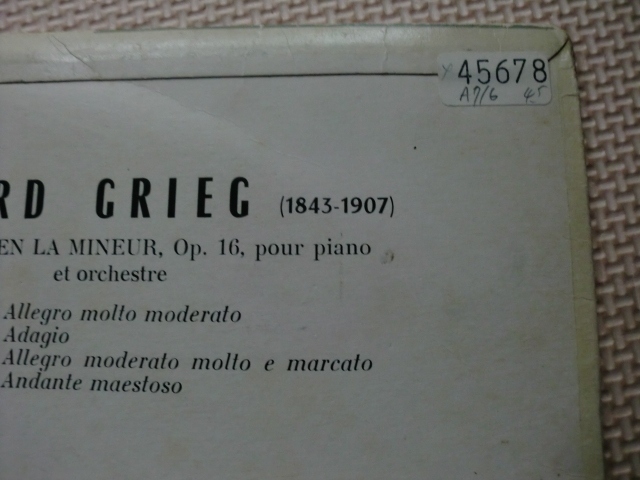 45678
A7/6 45
RD GRIEG (1843-1907)
EN LA MINEUR, Op. 16, pour piano
et orchestre
Allegro molto moderato
Adagio
Allegro moderato molto e marcato
Andante maestoso